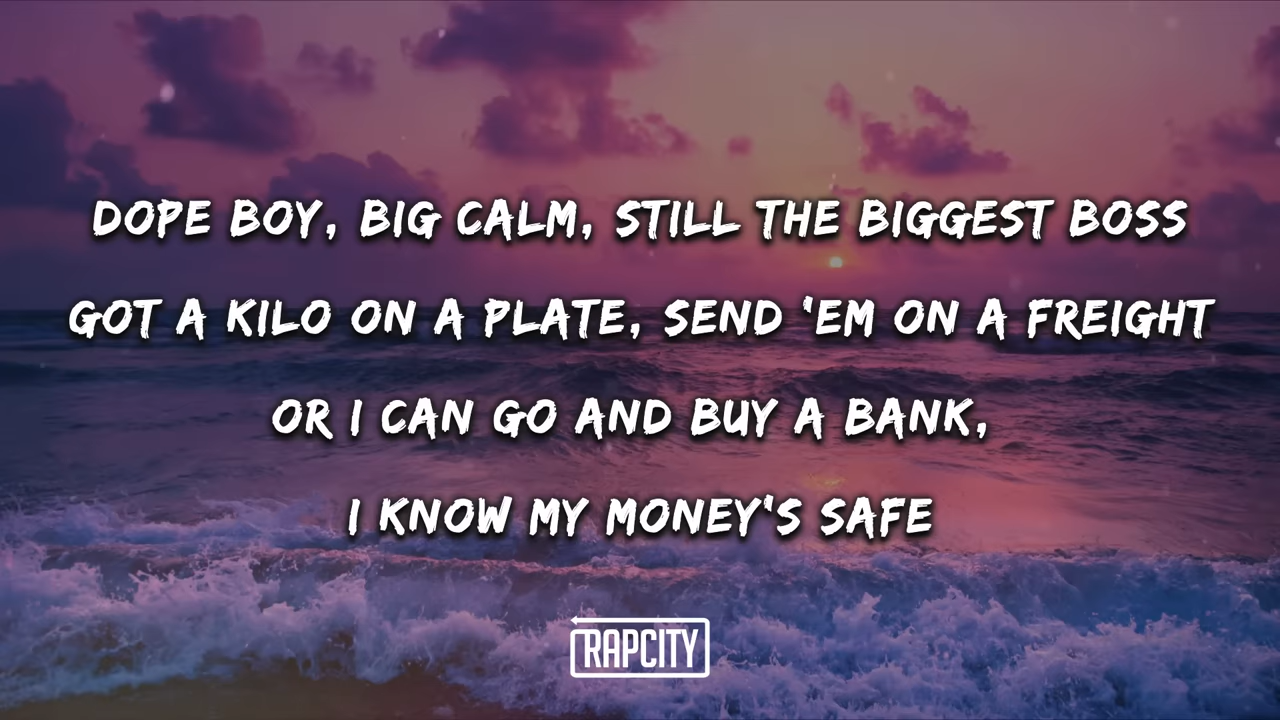 DOPE BOY, BIG CALM, STILL THE BIGGEST BOSS
GOT A KILO ON A PLATE, SEND 'EM ON A FREIGHT
OR I CAN GO AND BUY A BANK,
I KNOW MY MONEY'S SAFE
RAPCITY